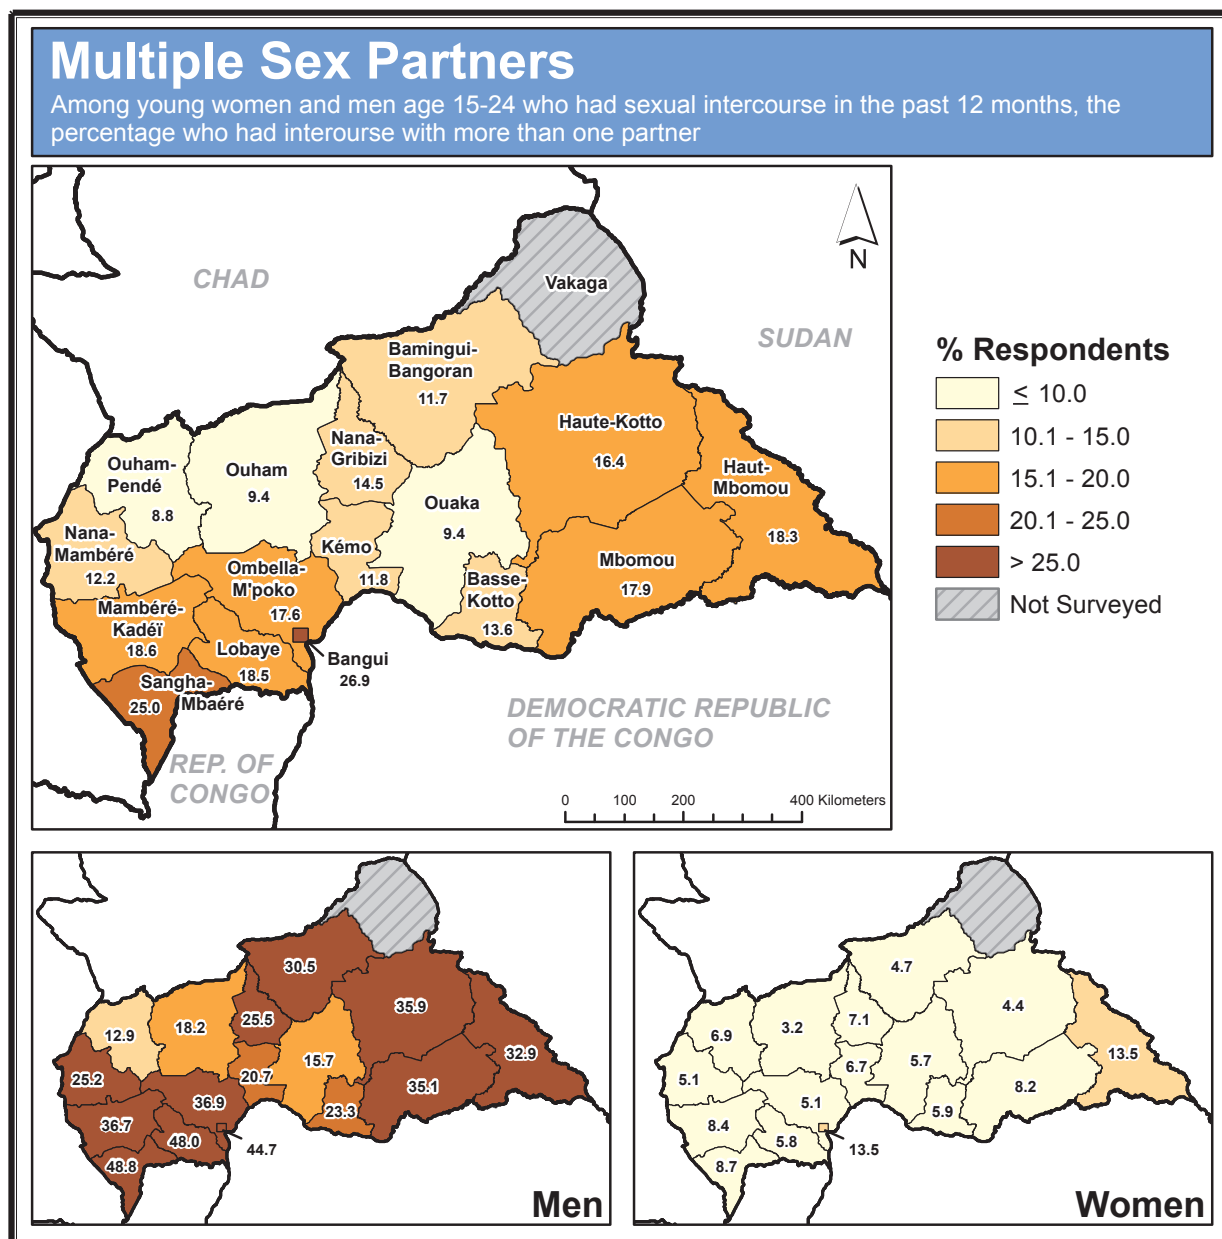 Multiple Sex Partners
Among young women and men age 15-24 who had sexual intercourse in the past 12 months, the
percentage who had interourse with more than one partner
CHAD
SUDAN
N
Vakaga
Bamingui-
Bangoran
11.7
Haute-Kotto
16.4
Haut-
Mbomou
18.3
Nana-
Gribizi
14.5
Ouham-
Pendé
8.8
Ouham
9.4
Ouaka
9.4
Nana-
Mambéré
12.2
Kémo
11.8
Ombella-
M'poko
17.6
Basse-
Kotto
13.6
Mbomou
17.9
Mambéré-
Kadéï
18.6
Lobaye
18.5
Bangui
26.9
Sangha-
Mbaéré
25.0
DEMOCRATIC REPUBLIC
OF THE CONGO
REP. OF
CONGO
0 100 200 400 Kilometers
% Respondents
≤ 10.0
10.1 - 15.0
15.1 - 20.0
20.1 - 25.0
> 25.0
Not Surveyed
30.5
35.9
12.9
18.2
25.5
15.7
32.9
25.2
20.7
35.1
36.9
23.3
36.7
48.0
44.7
48.8
Men
4.7
4.4
6.9
3.2
7.1
5.7
13.5
5.1
6.7
8.2
5.1
5.9
8.4
5.8
13.5
8.7
Women